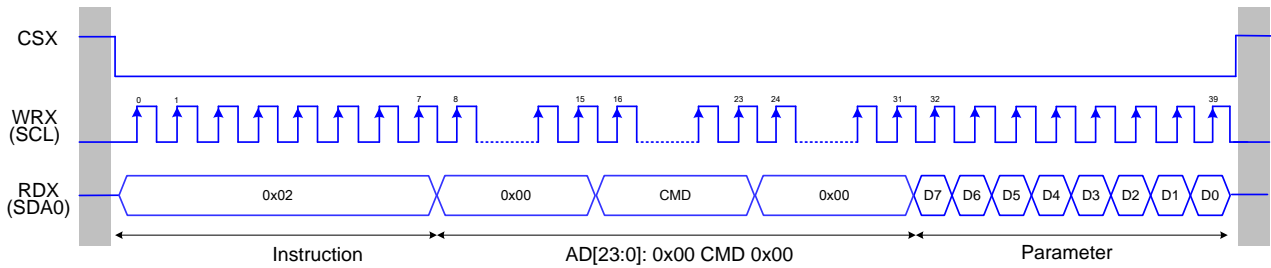 CSX
0 1 7 8 15 16 23 24 31 32 39
WRX
(SCL)
RDX
(SDA0)
0x02 0x00 CMD 0x00 D7 D6 D5 D4 D3 D2 D1 D0
Instruction AD[23:0]: 0x00 CMD 0x00 Parameter